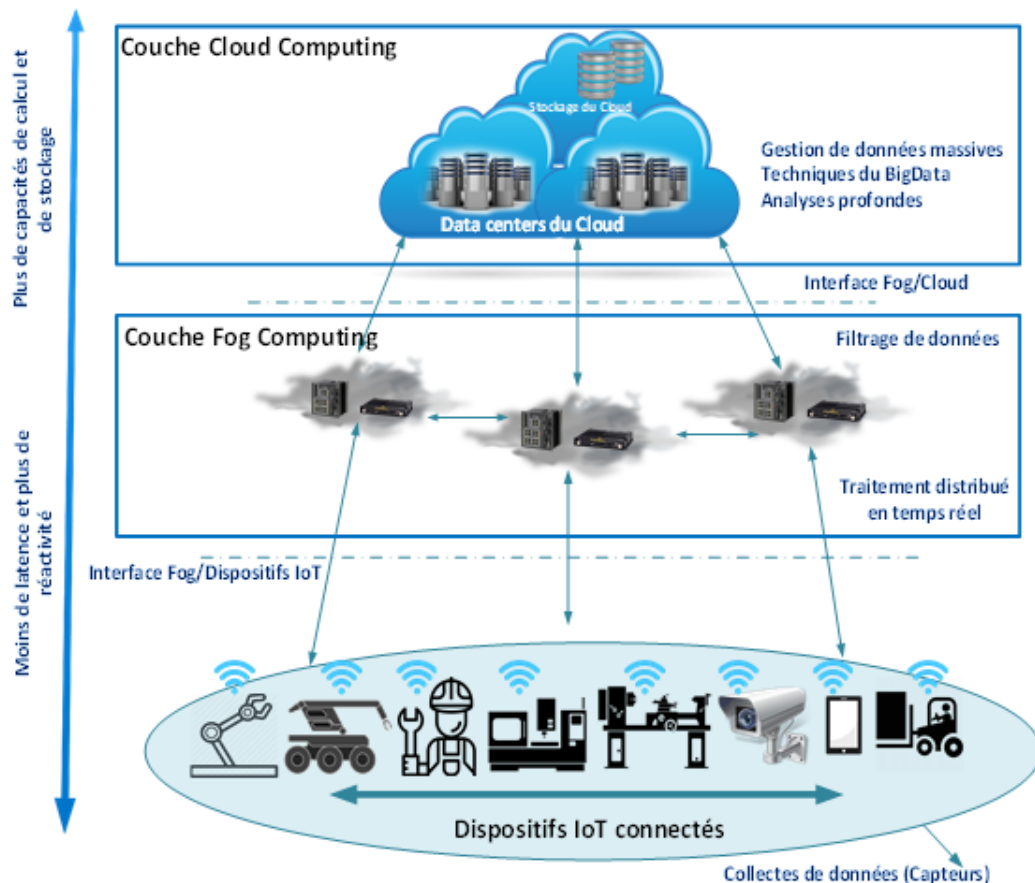 Couche Cloud Computing
Stockage du Cloud
Gestion de données massives
Techniques du BigData
Analyses profondes
Data centers du Cloud
Plus de capacités de calcul et
de stockage
Interface Fog/Cloud
Couche Fog Computing
Filtrage de données
Traitement distribué
en temps réel
Moins de latence et plus de
réactivité
Interface Fog/Dispositifs IoT
Dispositifs IoT connectés
Collectes de données (Capteurs)